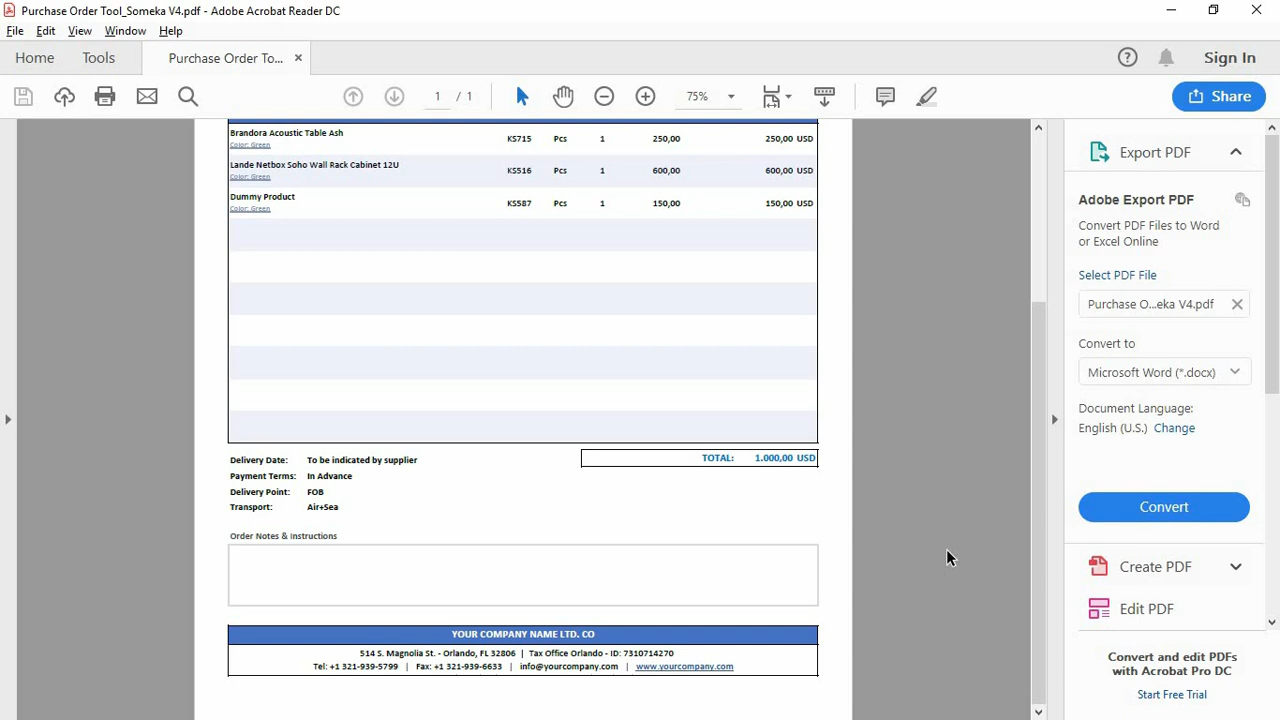 Purchase Order Tool_Someka V4.pdf - Adobe Acrobat Reader DC
File Edit View Window Help
Home Tools Purchase Order To... Sign In
1 / 1 75% Share
Brandora Acoustic Table Ash
Color: Green
KS715 Pcs 1 250,00 250,00 USD
Lande Netbox Soho Wall Rack Cabinet 12U
Color: Green
KS516 Pcs 1 600,00 600,00 USD
Dummy Product
Color: Green
KS587 Pcs 1 150,00 150,00 USD
TOTAL: 1.000,00 USD
Delivery Date: To be indicated by supplier
Payment Terms: In Advance
Delivery Point: FOB
Transport: Air+Sea
Order Notes & Instructions
YOUR COMPANY NAME LTD. CO
514 S. Magnolia St. - Orlando, FL 32806 | Tax Office Orlando - ID: 7310714270
Tel: +1 321-939-5799 | Fax: +1 321-939-6633 | info@yourcompany.com | www.yourcompany.com
Export PDF
Adobe Export PDF
Convert PDF Files to Word
or Excel Online
Select PDF File
Purchase O...eka V4.pdf
Convert to
Microsoft Word (*.docx)
Document Language:
English (U.S.) Change
Convert
Create PDF
Edit PDF
Convert and edit PDFs
with Acrobat Pro DC
Start Free Trial